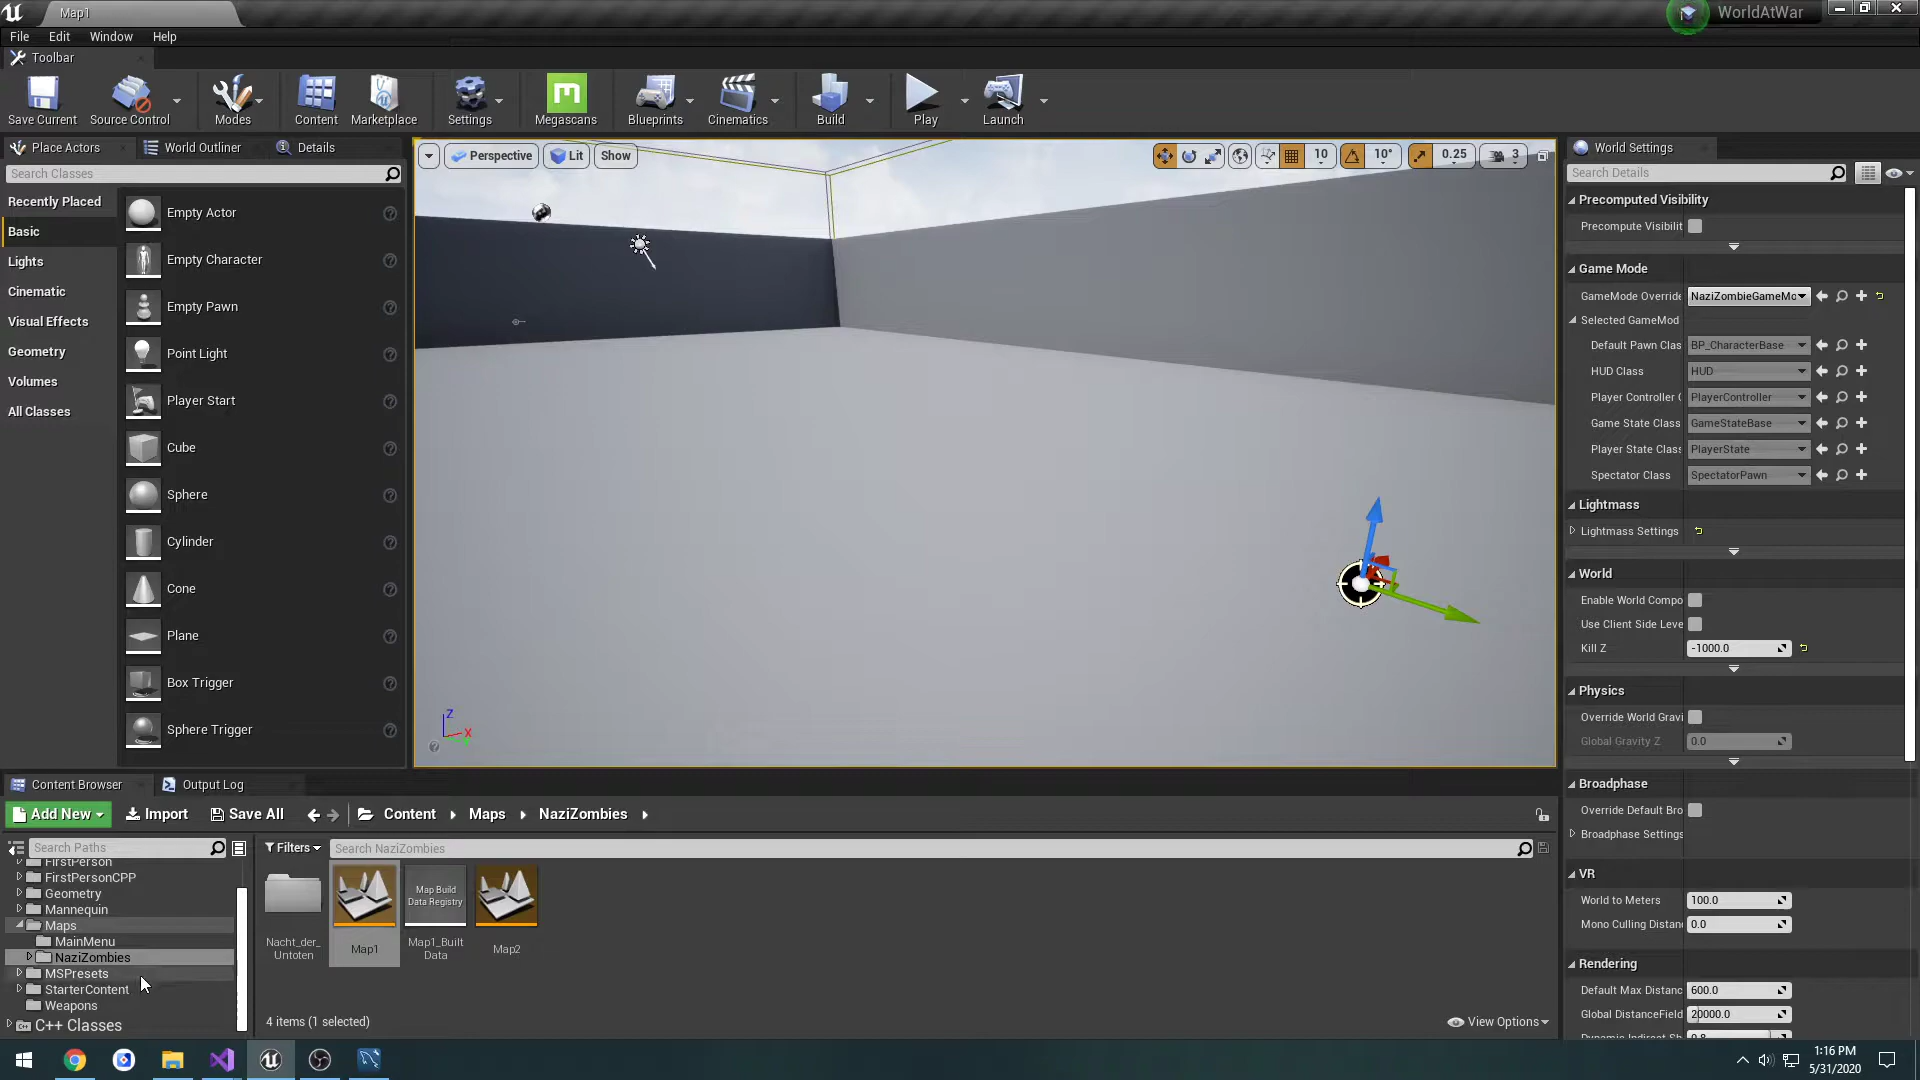 Map1
WorldAtWar
File Edit Window Help
Toolbar
Save Current Source Control Modes Content Marketplace Settings Megascans Blueprints Cinematics Build Play Launch
Place Actors World Outliner Details
Search Classes
Recently Placed
Basic
Lights
Cinematic
Visual Effects
Geometry
Volumes
All Classes
Empty Actor
Empty Character
Empty Pawn
Point Light
Player Start
Cube
Sphere
Cylinder
Cone
Plane
Box Trigger
Sphere Trigger
Perspective Lit Show
10 10° 0.25 3
Z
X
World Settings
Search Details
Precomputed Visibility
Precompute Visibilit
Game Mode
GameMode Override NaziZombieGameMo
Selected GameMod
Default Pawn Clas BP_CharacterBase
HUD Class HUD
Player Controller C PlayerController
Game State Class GameStateBase
Player State Class PlayerState
Spectator Class SpectatorPawn
Lightmass
Lightmass Settings
World
Enable World Compo
Use Client Side Leve
Kill Z -1000.0
Physics
Override World Gravi
Global Gravity Z 0.0
Broadphase
Override Default Bro
Broadphase Settings
VR
World to Meters 100.0
Mono Culling Distan 0.0
Rendering
Default Max Distanc 600.0
Global DistanceField 20000.0
Content Browser Output Log
Add New Import Save All Content Maps NaziZombies
Search Paths
Filters Search NaziZombies
FirstPerson
FirstPersonCPP
Geometry
Mannequin
Maps
MainMenu
NaziZombies
MSPresets
StarterContent
Weapons
C++ Classes
Nacht_der_
Untoten
Map1
Map Build
Data Registry
Map1_Built
Data
Map2
4 items (1 selected)
View Options
1:16 PM
5/31/2020